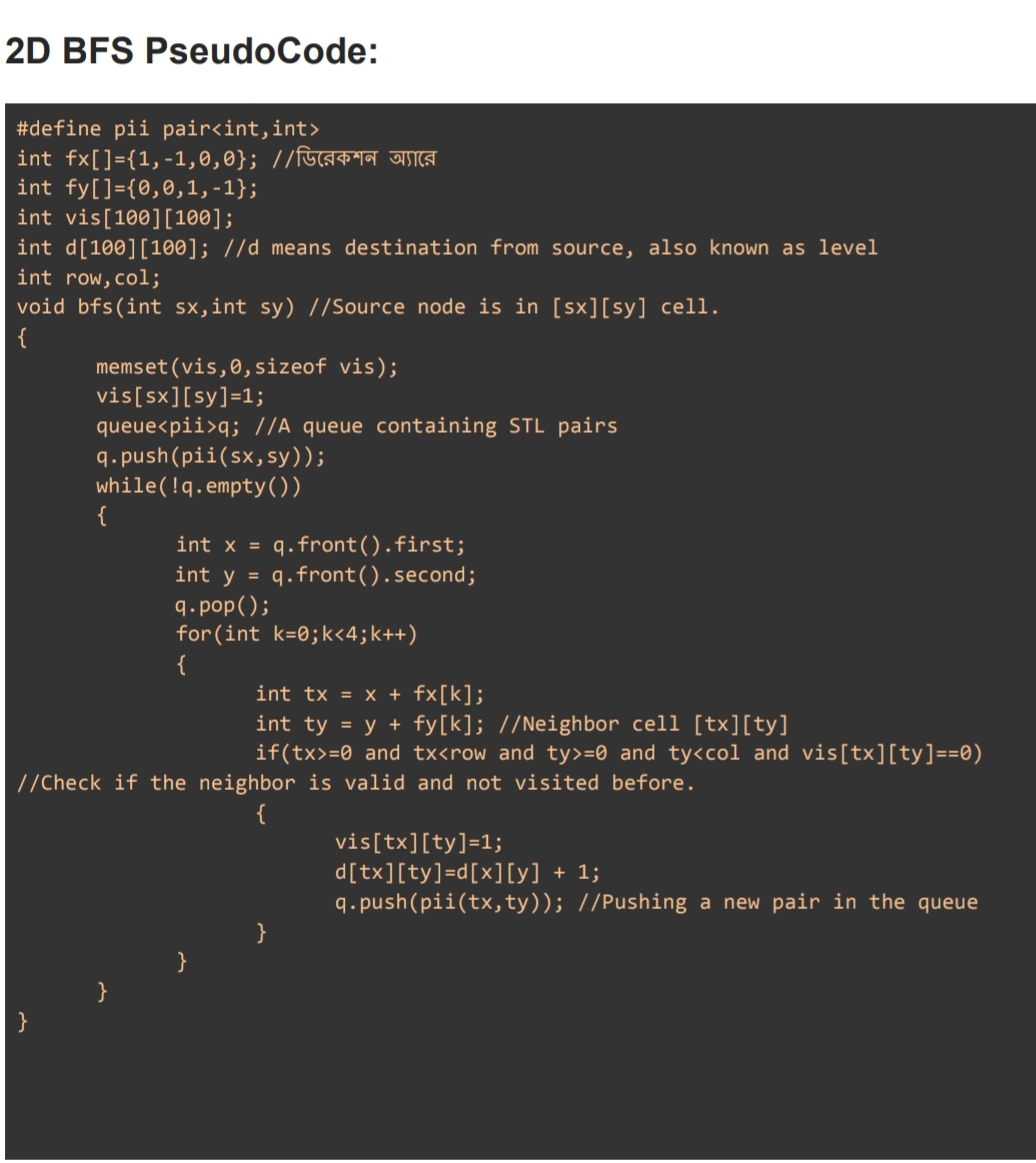 2D BFS PseudoCode:
#define pii pair<int,int>
int fx[]={1,-1,0,0}; //ডিরেকশন অ্যারে
int fy[]={0,0,1,-1};
int vis[100][100];
int d[100][100]; //d means destination from source, also known as level
int row,col;
void bfs(int sx,int sy) //Source node is in [sx][sy] cell.
{
memset(vis,0,sizeof vis);
vis[sx][sy]=1;
queue<pii>q; //A queue containing STL pairs
q.push(pii(sx,sy));
while(!q.empty())
{
int x = q.front().first;
int y = q.front().second;
q.pop();
for(int k=0;k<4;k++)
{
int tx = x + fx[k];
int ty = y + fy[k]; //Neighbor cell [tx][ty]
if(tx>=0 and tx<row and ty>=0 and ty<col and vis[tx][ty]==0)
//Check if the neighbor is valid and not visited before.
{
vis[tx][ty]=1;
d[tx][ty]=d[x][y] + 1;
q.push(pii(tx,ty)); //Pushing a new pair in the queue
}
}
}
}